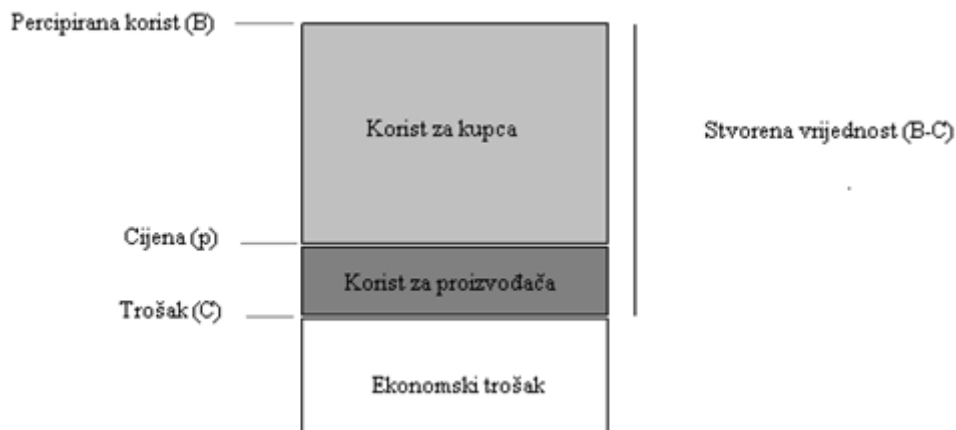 Percipirana korist (B)
Korist za kupca
Stvorena vrijednost (B-C)
Cijena (p)
Korist za proizvođača
Trošak (C)
Ekonomski trošak